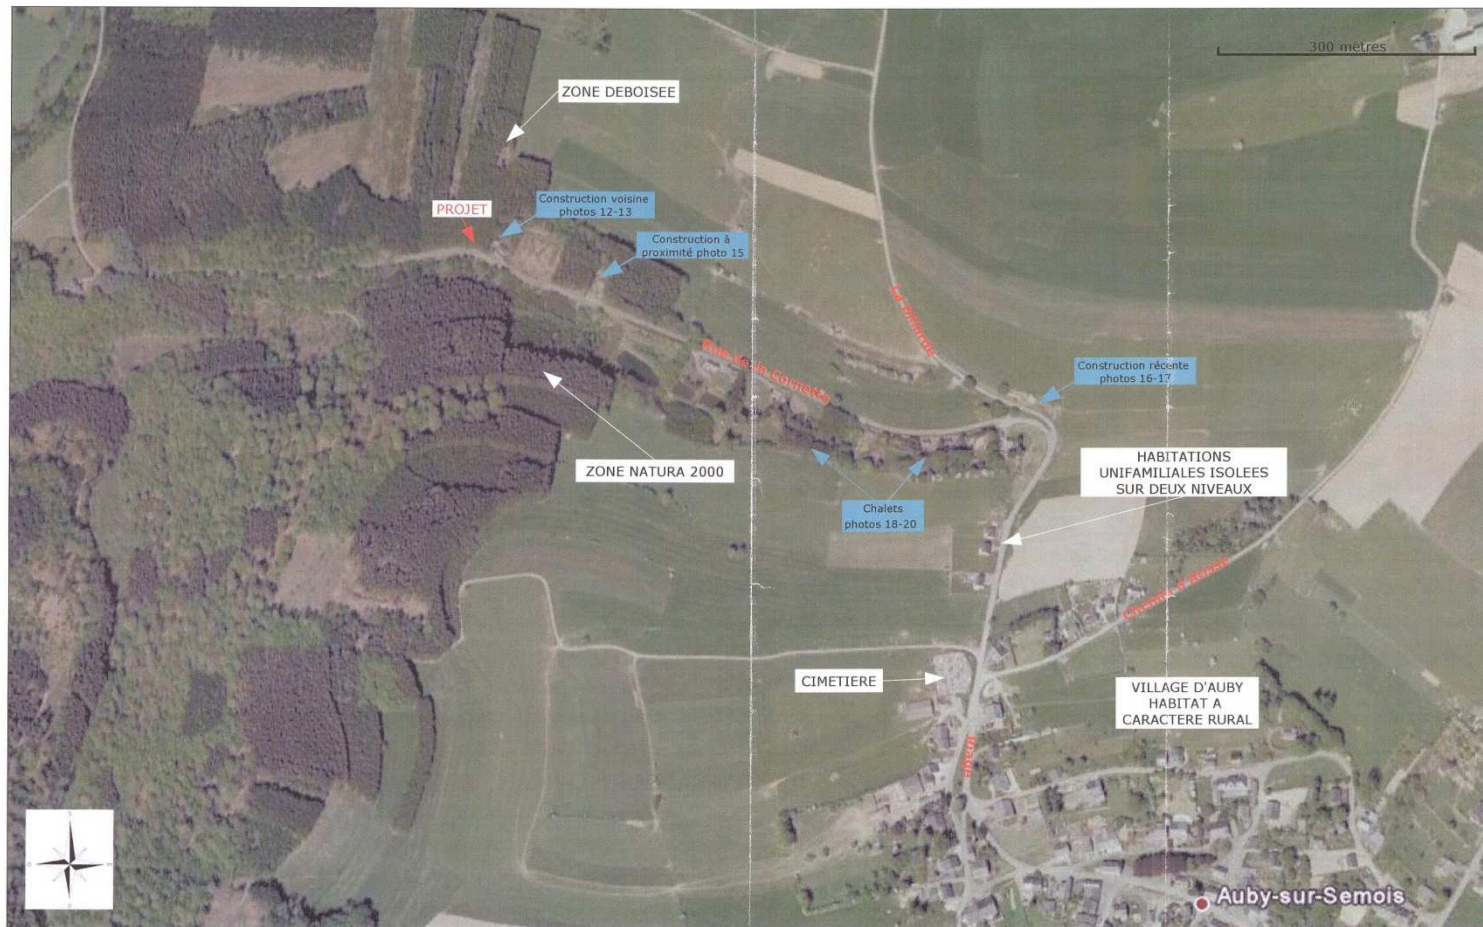 300 mètres
ZONE DEBOISEE
Construction voisine
photos 12-13
PROJET
Construction à
proximité photo 15
Rue de la Cornette
Construction récente
photos 16-17
HABITATIONS
UNIFAMILIALES ISOLEES
SUR DEUX NIVEAUX
ZONE NATURA 2000
Chalets
photos 18-20
CIMETIERE
VILLAGE D'AUBY
HABITAT A
CARACTERE RURAL
Auby-sur-Semois